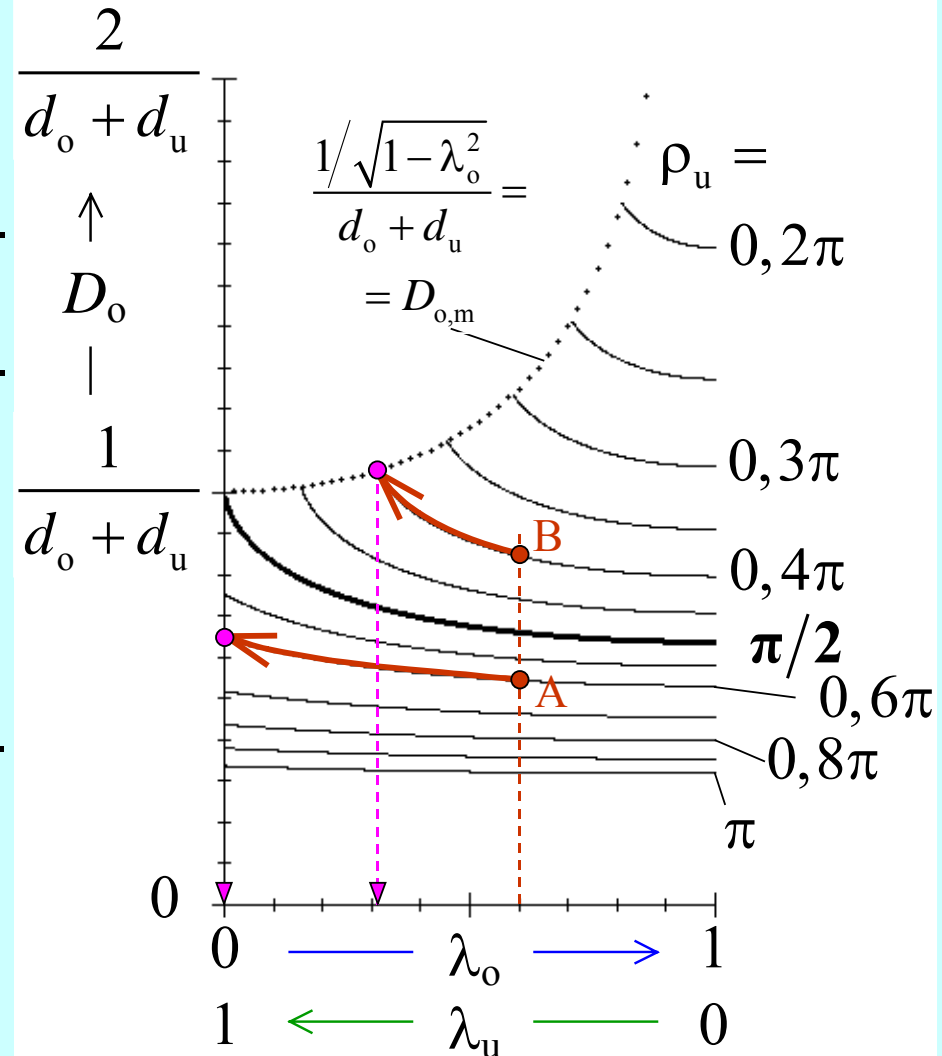 2
d_o + d_u
↑
D_o
1
d_o + d_u
1/√(1−λ_o²)
d_o + d_u
=
= D_o,m
ρ_u =
0,2π
0,3π
B
0,4π
π/2
A
0,6π
0,8π
π
0
0 → λ_o → 1
1 ← λ_u — 0